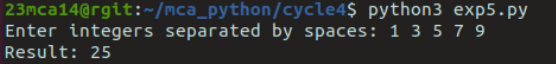 23mca14@rgit:~/mca_python/cycle4$ python3 exp5.py
Enter integers separated by spaces: 1 3 5 7 9
Result: 25